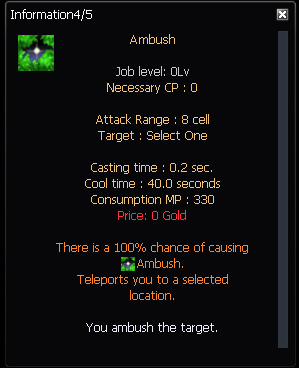 Information4/5
Ambush
Job level: 0Lv
Necessary CP : 0
Attack Range : 8 cell
Target : Select One
Casting time : 0.2 sec.
Cool time : 40.0 seconds
Consumption MP : 330
Price: 0 Gold
There is a 100% chance of causing
Ambush.
Teleports you to a selected
location.
You ambush the target.